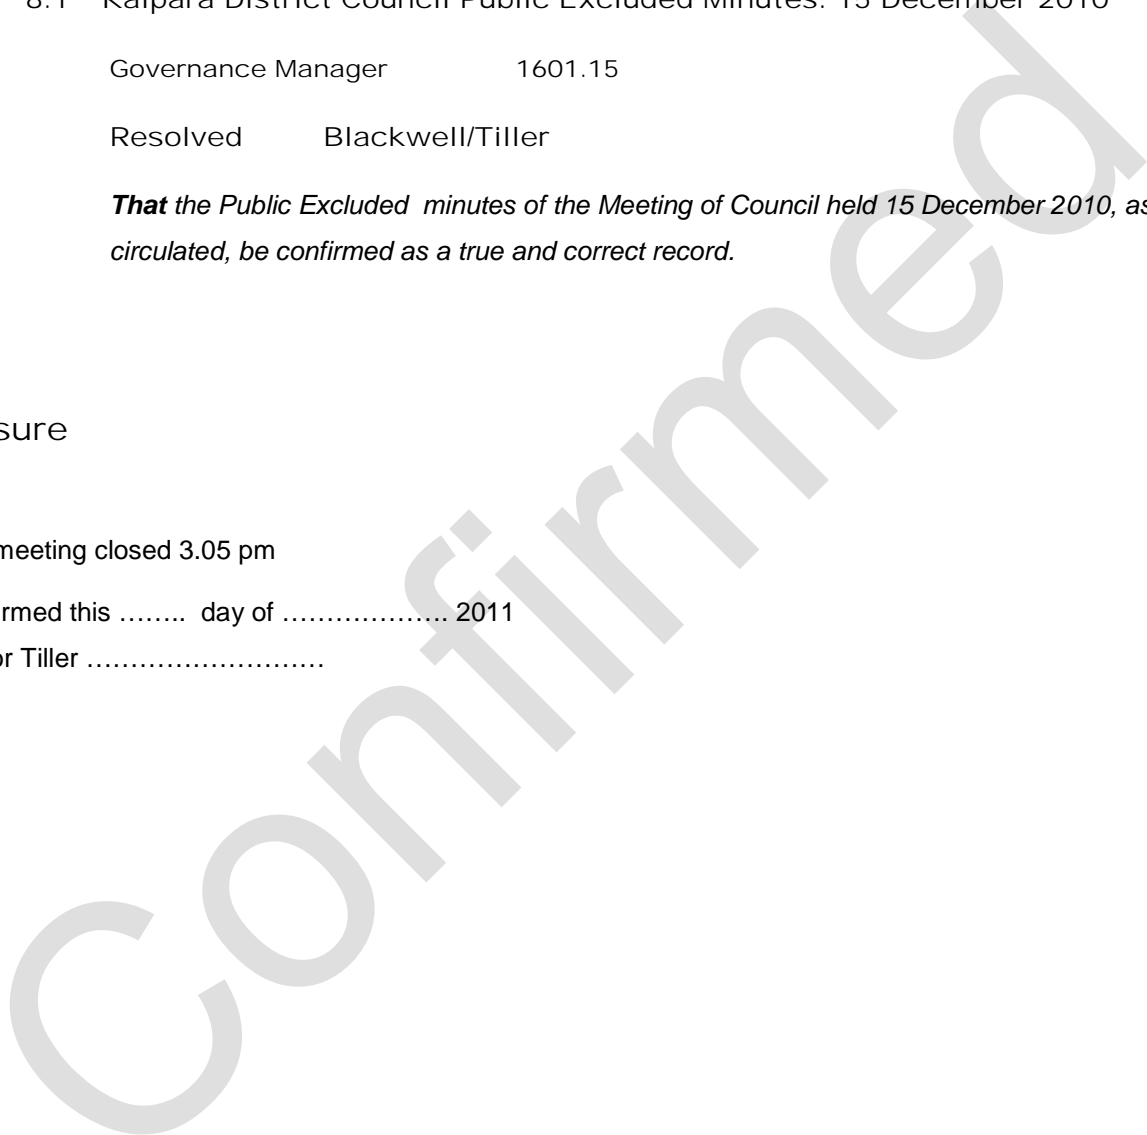 8.1 Kaipara District Council Public Excluded Minutes: 15 December 2010
Governance Manager 1601.15
Resolved Blackwell/Tiller
That the Public Excluded minutes of the Meeting of Council held 15 December 2010, as
circulated, be confirmed as a true and correct record.
sure
meeting closed 3.05 pm
rmed this …….. day of ………………. 2011
or Tiller ………………………
Confirmed